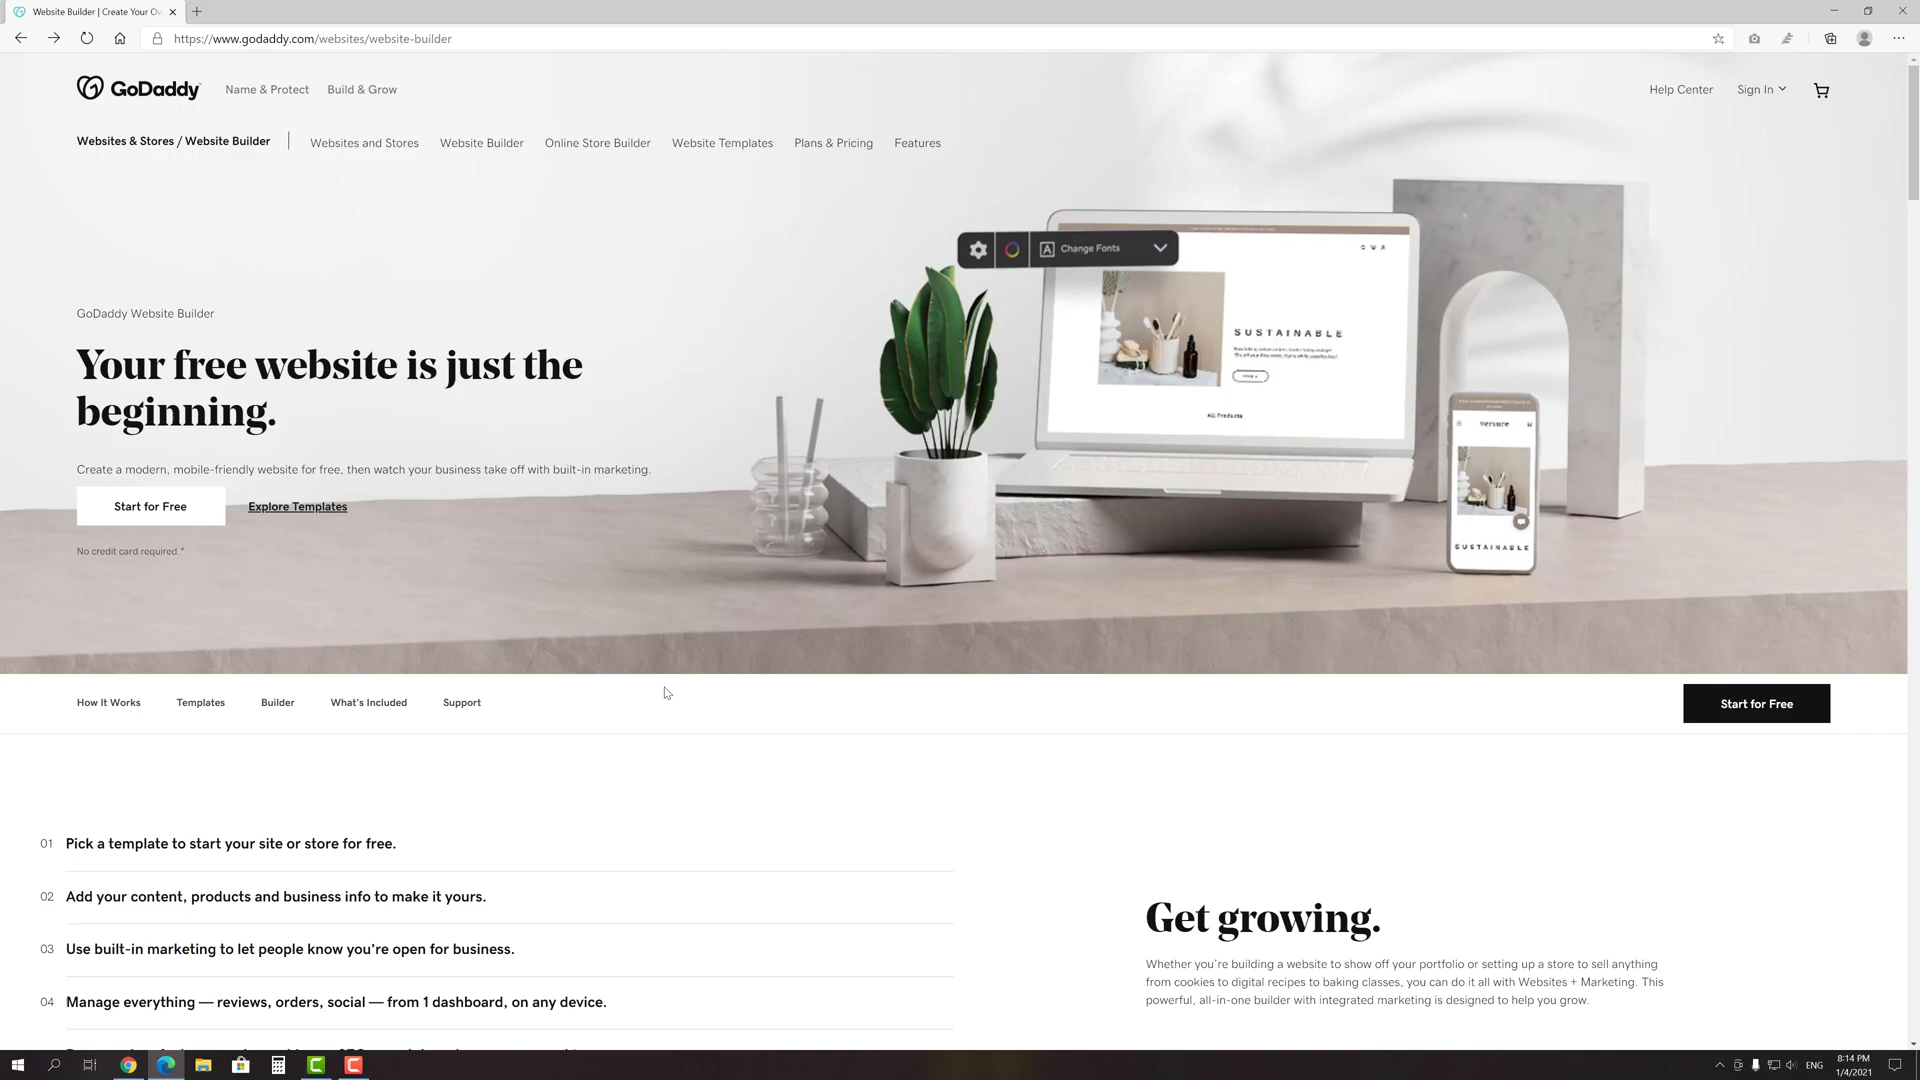 Website Builder | Create Your Ow
https://www.godaddy.com/websites/website-builder
GoDaddy
Name & Protect
Build & Grow
Help Center
Sign In
Websites & Stores / Website Builder
Websites and Stores
Website Builder
Online Store Builder
Website Templates
Plans & Pricing
Features
Change Fonts
SUSTAINABLE
All Products
versure
SUSTAINABLE
GoDaddy Website Builder
Your free website is just the
beginning.
Create a modern, mobile-friendly website for free, then watch your business take off with built-in marketing.
Start for Free
Explore Templates
No credit card required.*
How It Works
Templates
Builder
What's Included
Support
Start for Free
01 Pick a template to start your site or store for free.
02 Add your content, products and business info to make it yours.
03 Use built-in marketing to let people know you're open for business.
04 Manage everything — reviews, orders, social — from 1 dashboard, on any device.
Get growing.
Whether you're building a website to show off your portfolio or setting up a store to sell anything
from cookies to digital recipes to baking classes, you can do it all with Websites + Marketing. This
powerful, all-in-one builder with integrated marketing is designed to help you grow.
ENG
8:14 PM
1/4/2021